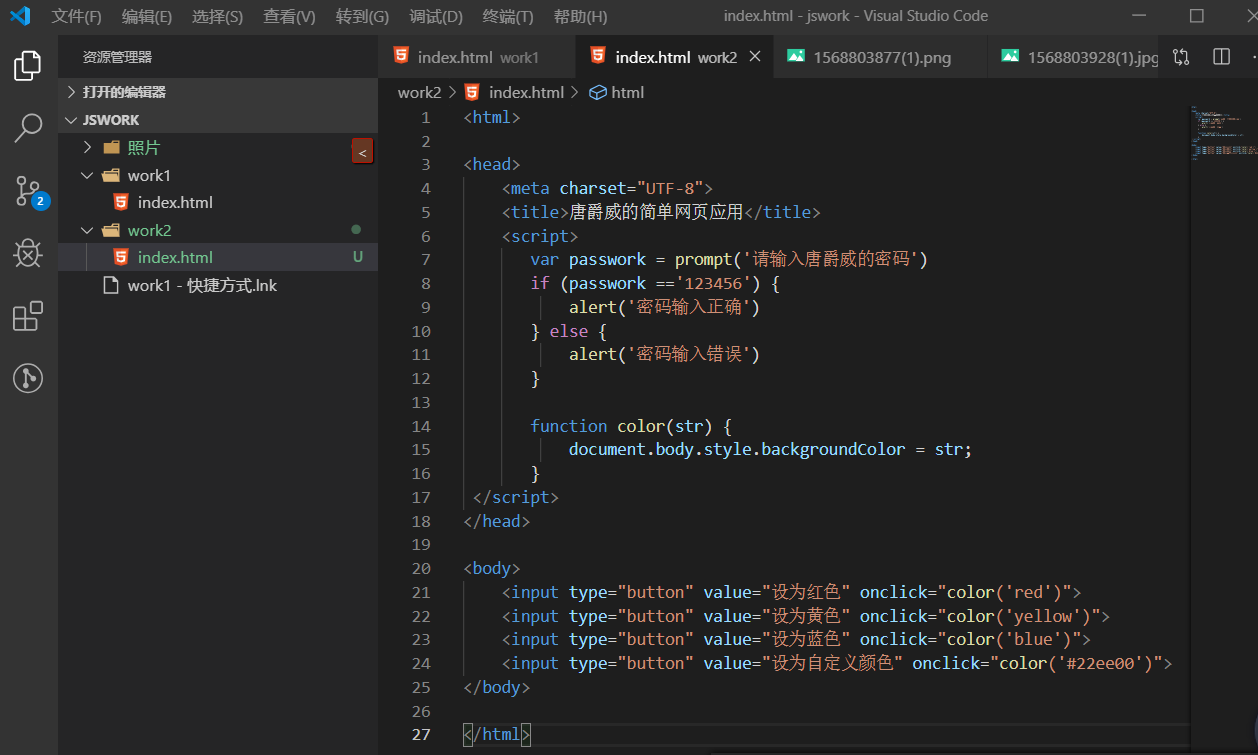 文件(F) 编辑(E) 选择(S) 查看(V) 转到(G) 调试(D) 终端(T) 帮助(H) index.html - jswork - Visual Studio Code
资源管理器
打开的编辑器
JSWORK
照片
<
work1
index.html
work2
index.html U
work1 - 快捷方式.lnk
2
index.html work1 index.html work2 1568803877(1).png 1568803928(1).jpg
work2 > index.html > html
1 <html>
2
3 <head>
4 <meta charset="UTF-8">
5 <title>唐爵威的简单网页应用</title>
6 <script>
7 var passwork = prompt('请输入唐爵威的密码')
8 if (passwork =='123456') {
9 alert('密码输入正确')
10 } else {
11 alert('密码输入错误')
12 }
13
14 function color(str) {
15 document.body.style.backgroundColor = str;
16 }
17 </script>
18 </head>
19
20 <body>
21 <input type="button" value="设为红色" onclick="color('red')">
22 <input type="button" value="设为黄色" onclick="color('yellow')">
23 <input type="button" value="设为蓝色" onclick="color('blue')">
24 <input type="button" value="设为自定义颜色" onclick="color('#22ee00')">
25 </body>
26
27 </html>